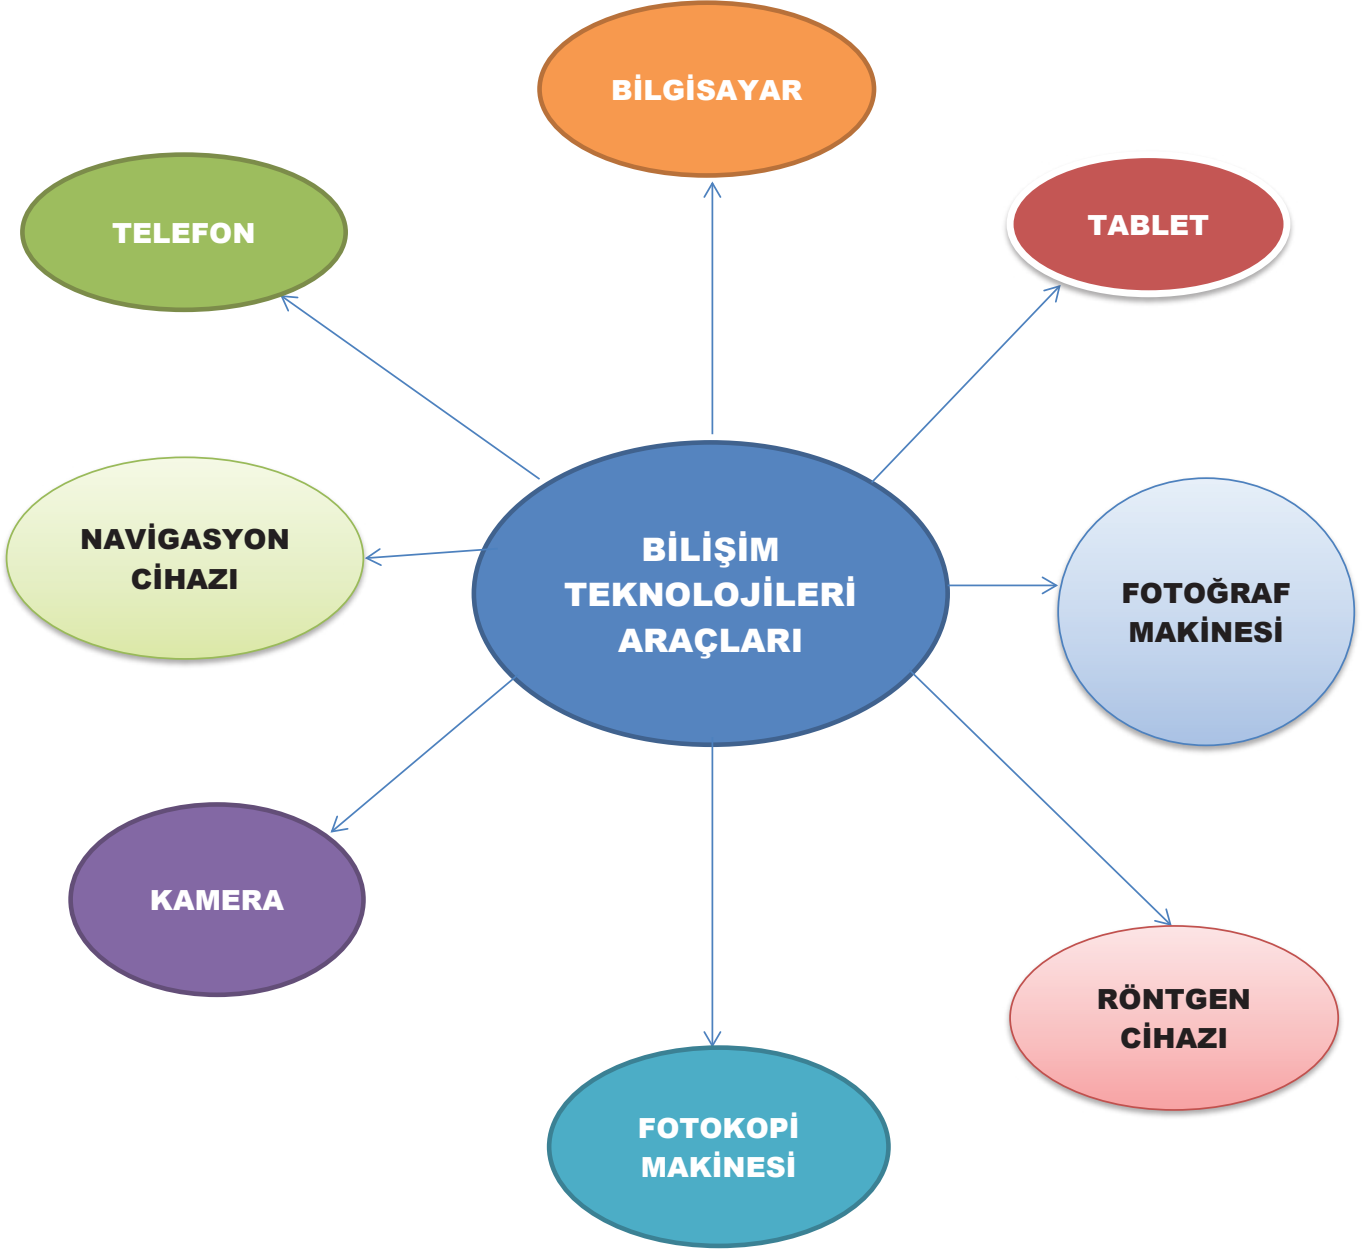 BİLGİSAYAR
TELEFON
TABLET
NAVİGASYON
CİHAZI
BİLİŞİM
TEKNOLOJİLERİ
ARAÇLARI
FOTOĞRAF
MAKİNESİ
KAMERA
RÖNTGEN
CİHAZI
FOTOKOPİ
MAKİNESİ